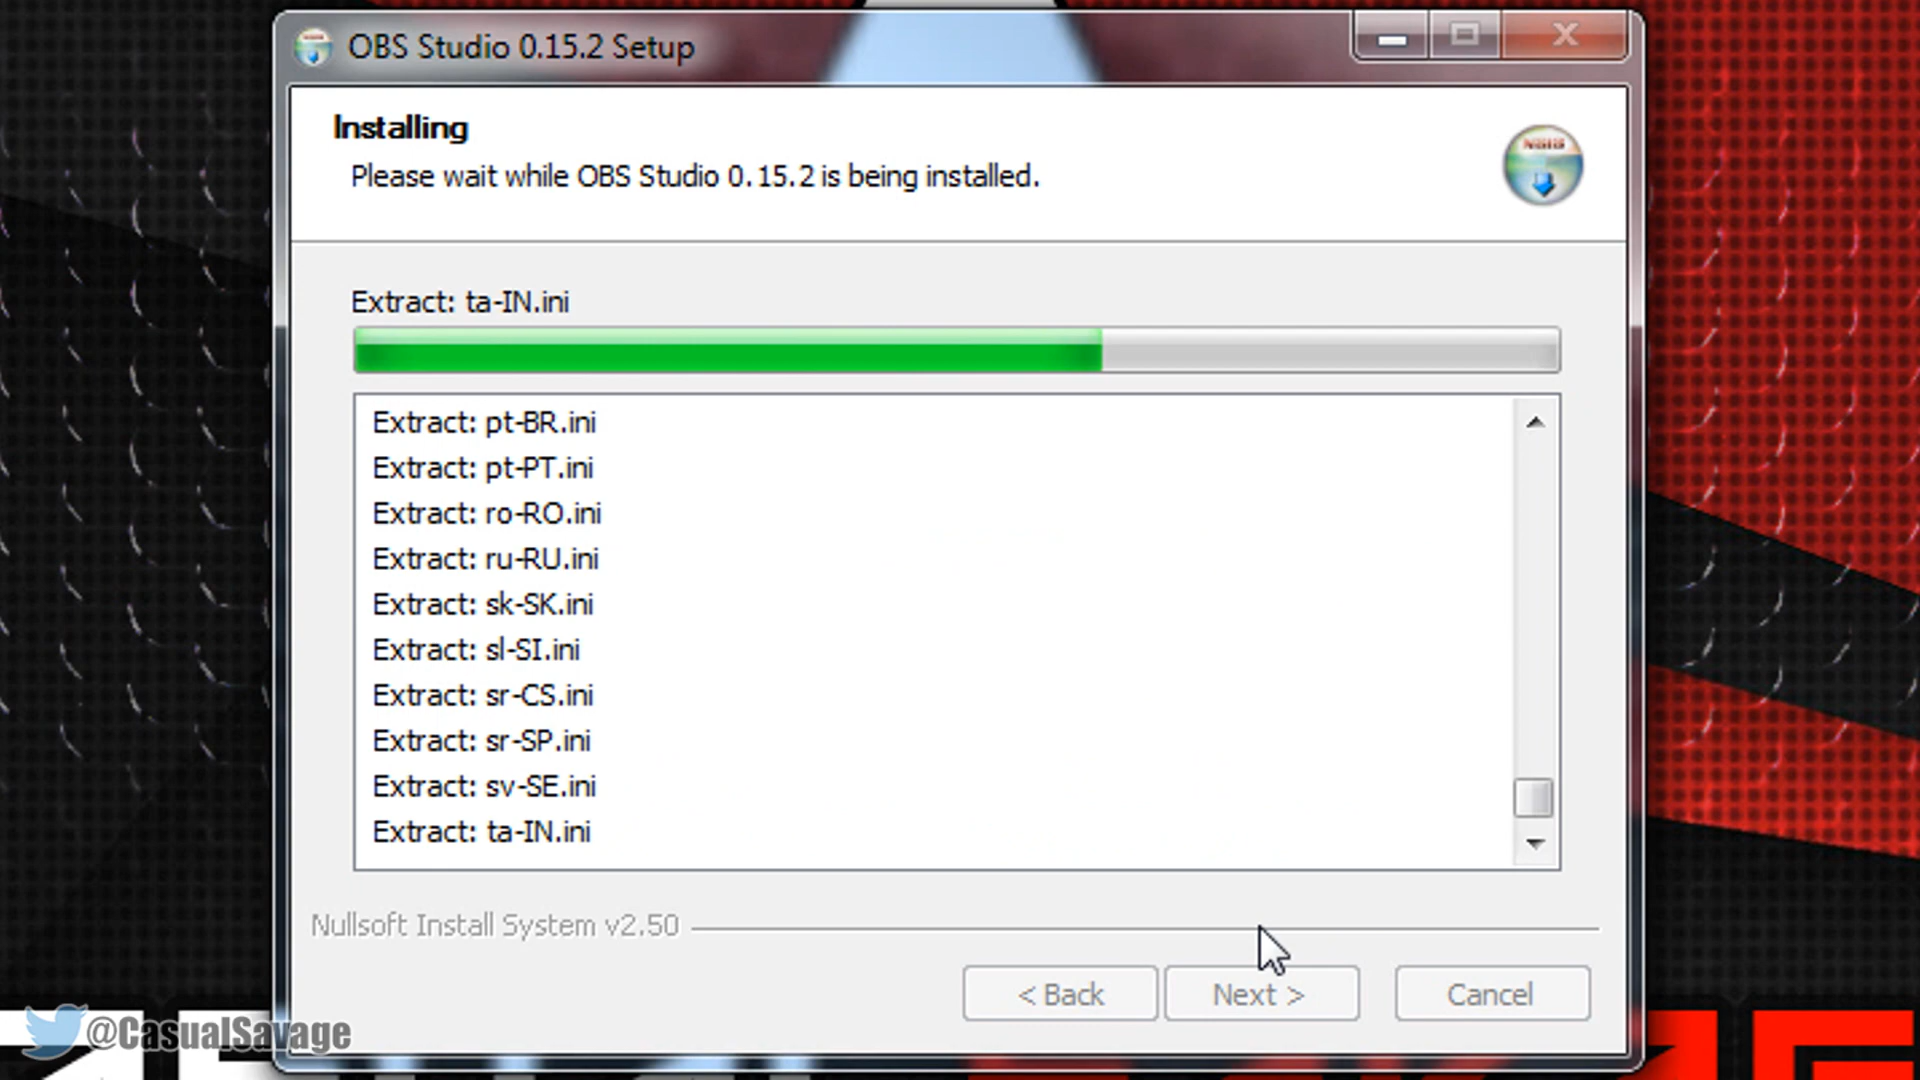 OBS Studio 0.15.2 Setup
Installing
Please wait while OBS Studio 0.15.2 is being installed.
NSIS
Extract: ta-IN.ini
Extract: pt-BR.ini
Extract: pt-PT.ini
Extract: ro-RO.ini
Extract: ru-RU.ini
Extract: sk-SK.ini
Extract: sl-SI.ini
Extract: sr-CS.ini
Extract: sr-SP.ini
Extract: sv-SE.ini
Extract: ta-IN.ini
Nullsoft Install System v2.50
< Back
Next >
Cancel
@CasualSavage